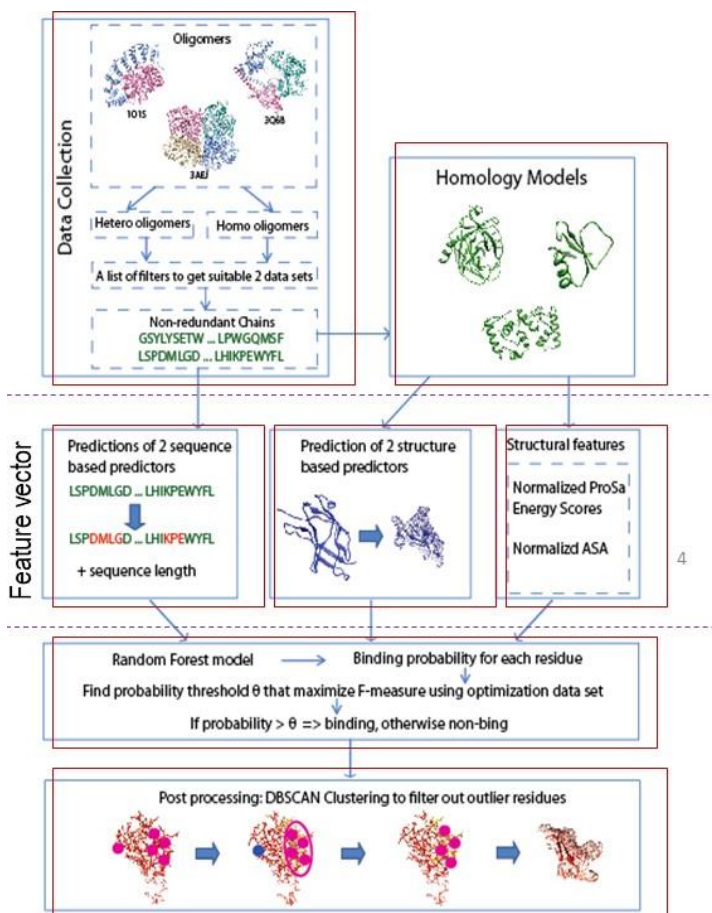 Data Collection
Oligomers
1O1S
3Q6B
3AEJ
Hetero oligomers
Homo oligomers
A list of filters to get suitable 2 data sets
Non-redundant Chains
GSYLYSETW ... LPWGQMSF
LSPDMLGD ... LHIKPEWYFL
Homology Models
Feature vector
Predictions of 2 sequence
based predictors
LSPDMLGD ... LHIKPEWYFL
LSPDMLGD ... LHIKPEWYFL
+ sequence length
Prediction of 2 structure
based predictors
Structural features
Normalized ProSa
Energy Scores
Normalizd ASA
4
Random Forest model
Binding probability for each residue
Find probability threshold θ that maximize F-measure using optimization data set
If probability > θ => binding, otherwise non-bing
Post processing: DBSCAN Clustering to filter out outlier residues